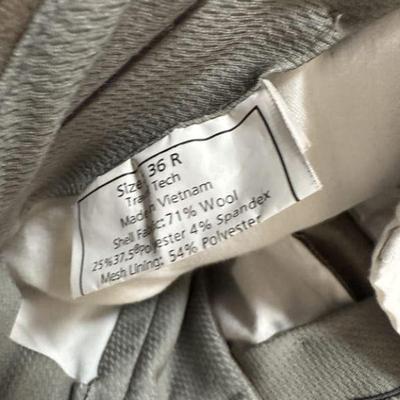 Size: 36 R
Tech
Made in Vietnam
Shell Fabric: 71% Wool
25%37.5®Polyester 4% Spandex
Mesh Lining: 54% Polyester